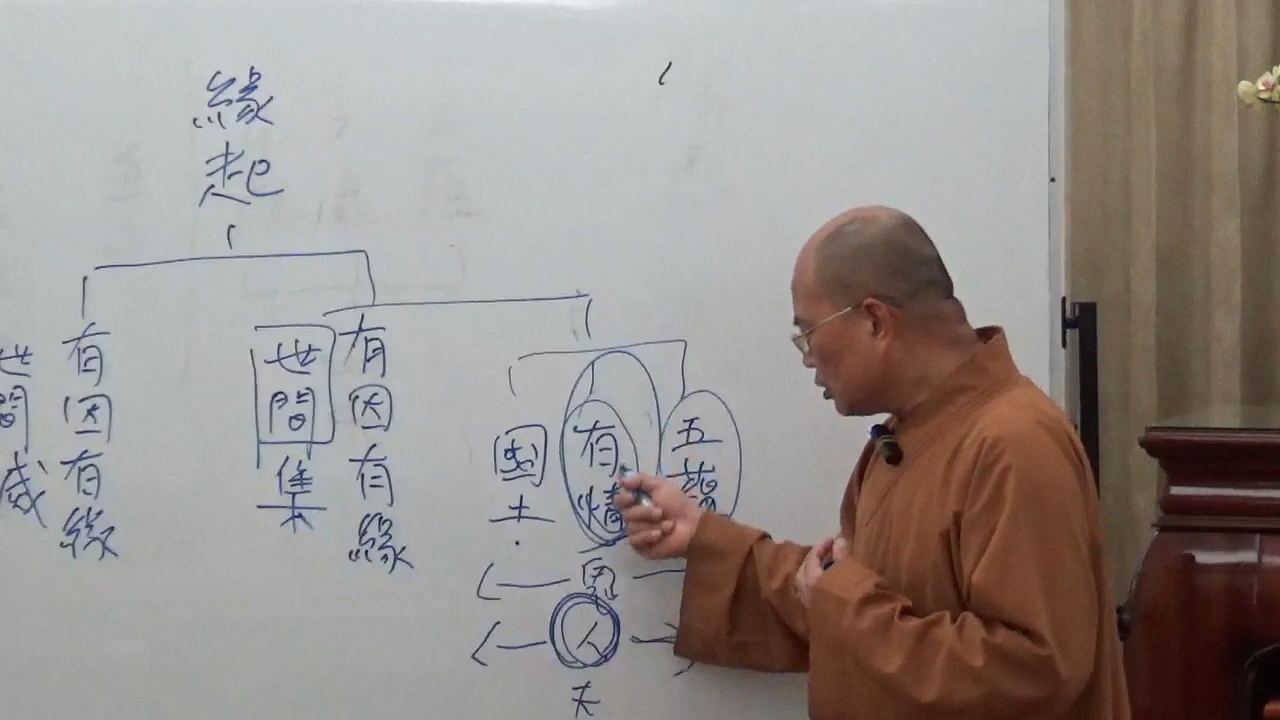 緣起
有因有緣
世間集
有因有緣
世間滅
五蘊
有情
國土
鬼
人
天